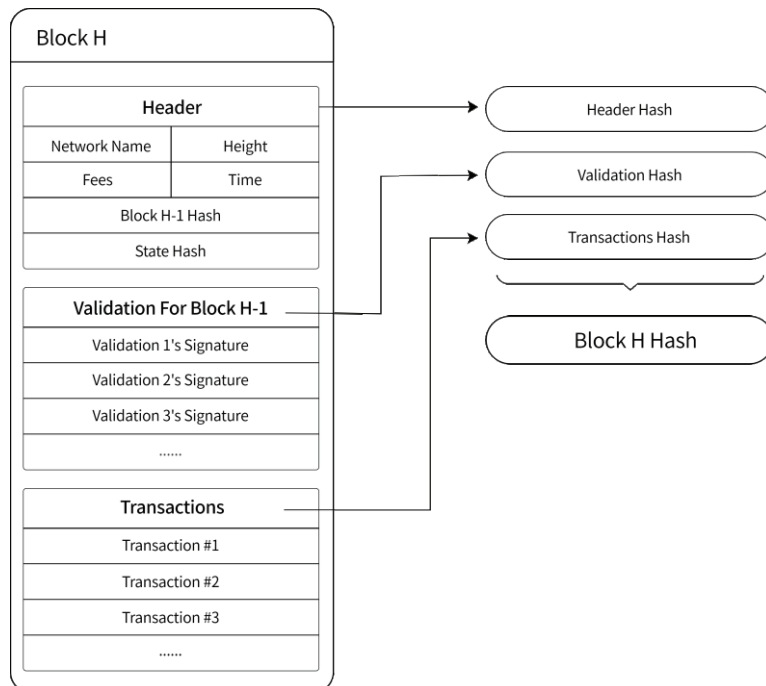 Block H
Header
Network Name
Height
Fees
Time
Block H-1 Hash
State Hash
Validation For Block H-1
Validation 1's Signature
Validation 2's Signature
Validation 3's Signature
......
Transactions
Transaction #1
Transaction #2
Transaction #3
......
Header Hash
Validation Hash
Transactions Hash
Block H Hash